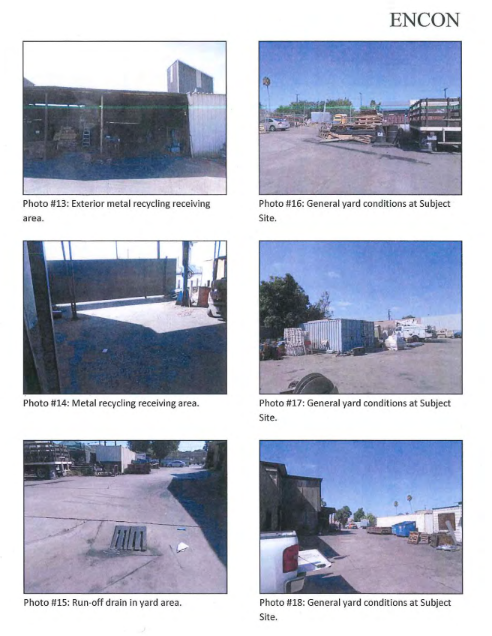 ENCON
Photo #13: Exterior metal recycling receiving
area.
Photo #16: General yard conditions at Subject
Site.
Photo #14: Metal recycling receiving area.
Photo #17: General yard conditions at Subject
Site.
Photo #15: Run-off drain in yard area.
Photo #18: General yard conditions at Subject
Site.